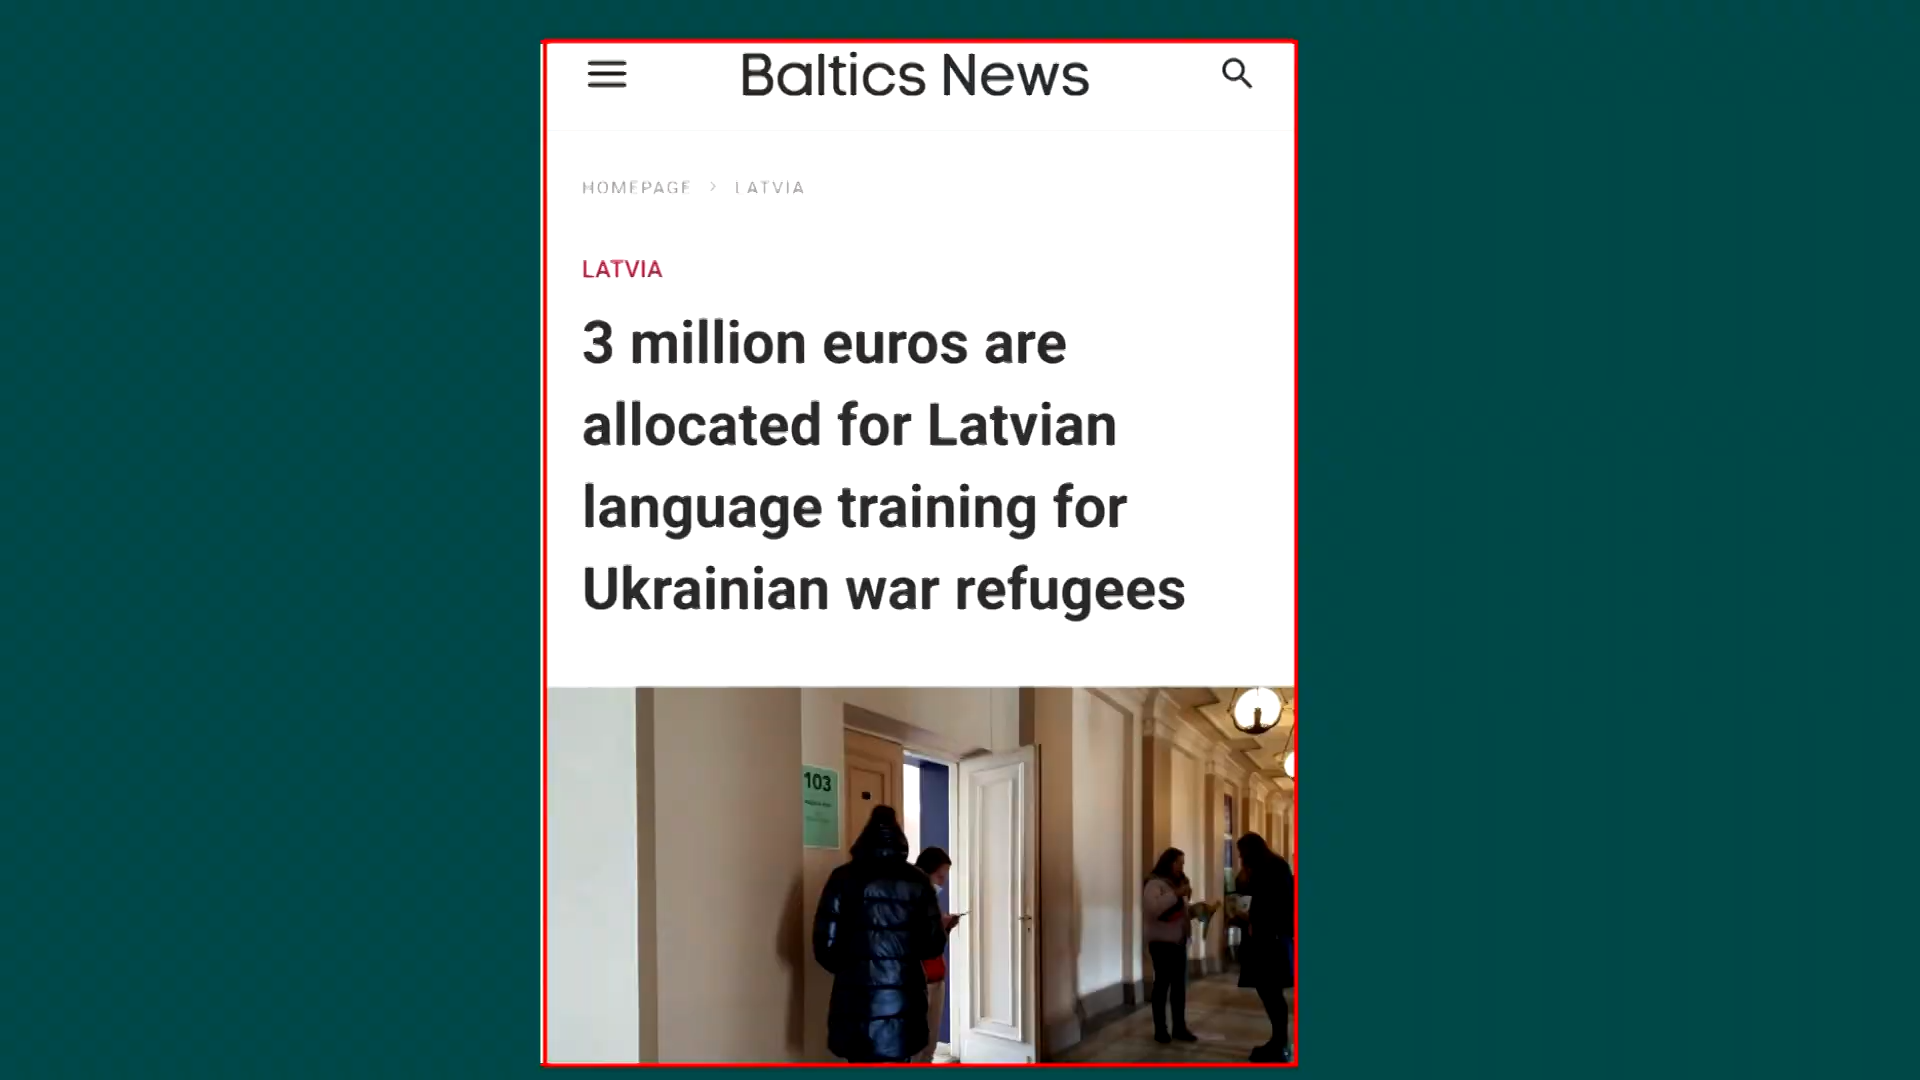 Baltics News
HOMEPAGE > LATVIA
LATVIA
3 million euros are
allocated for Latvian
language training for
Ukrainian war refugees
103